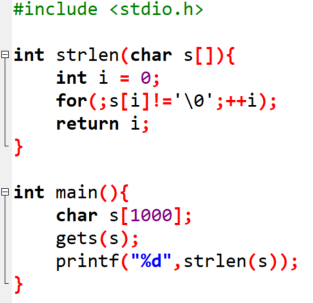 #include <stdio.h>
int strlen(char s[]){
int i = 0;
for(;s[i]!='\0';++i);
return i;
}
int main(){
char s[1000];
gets(s);
printf("%d",strlen(s));
}